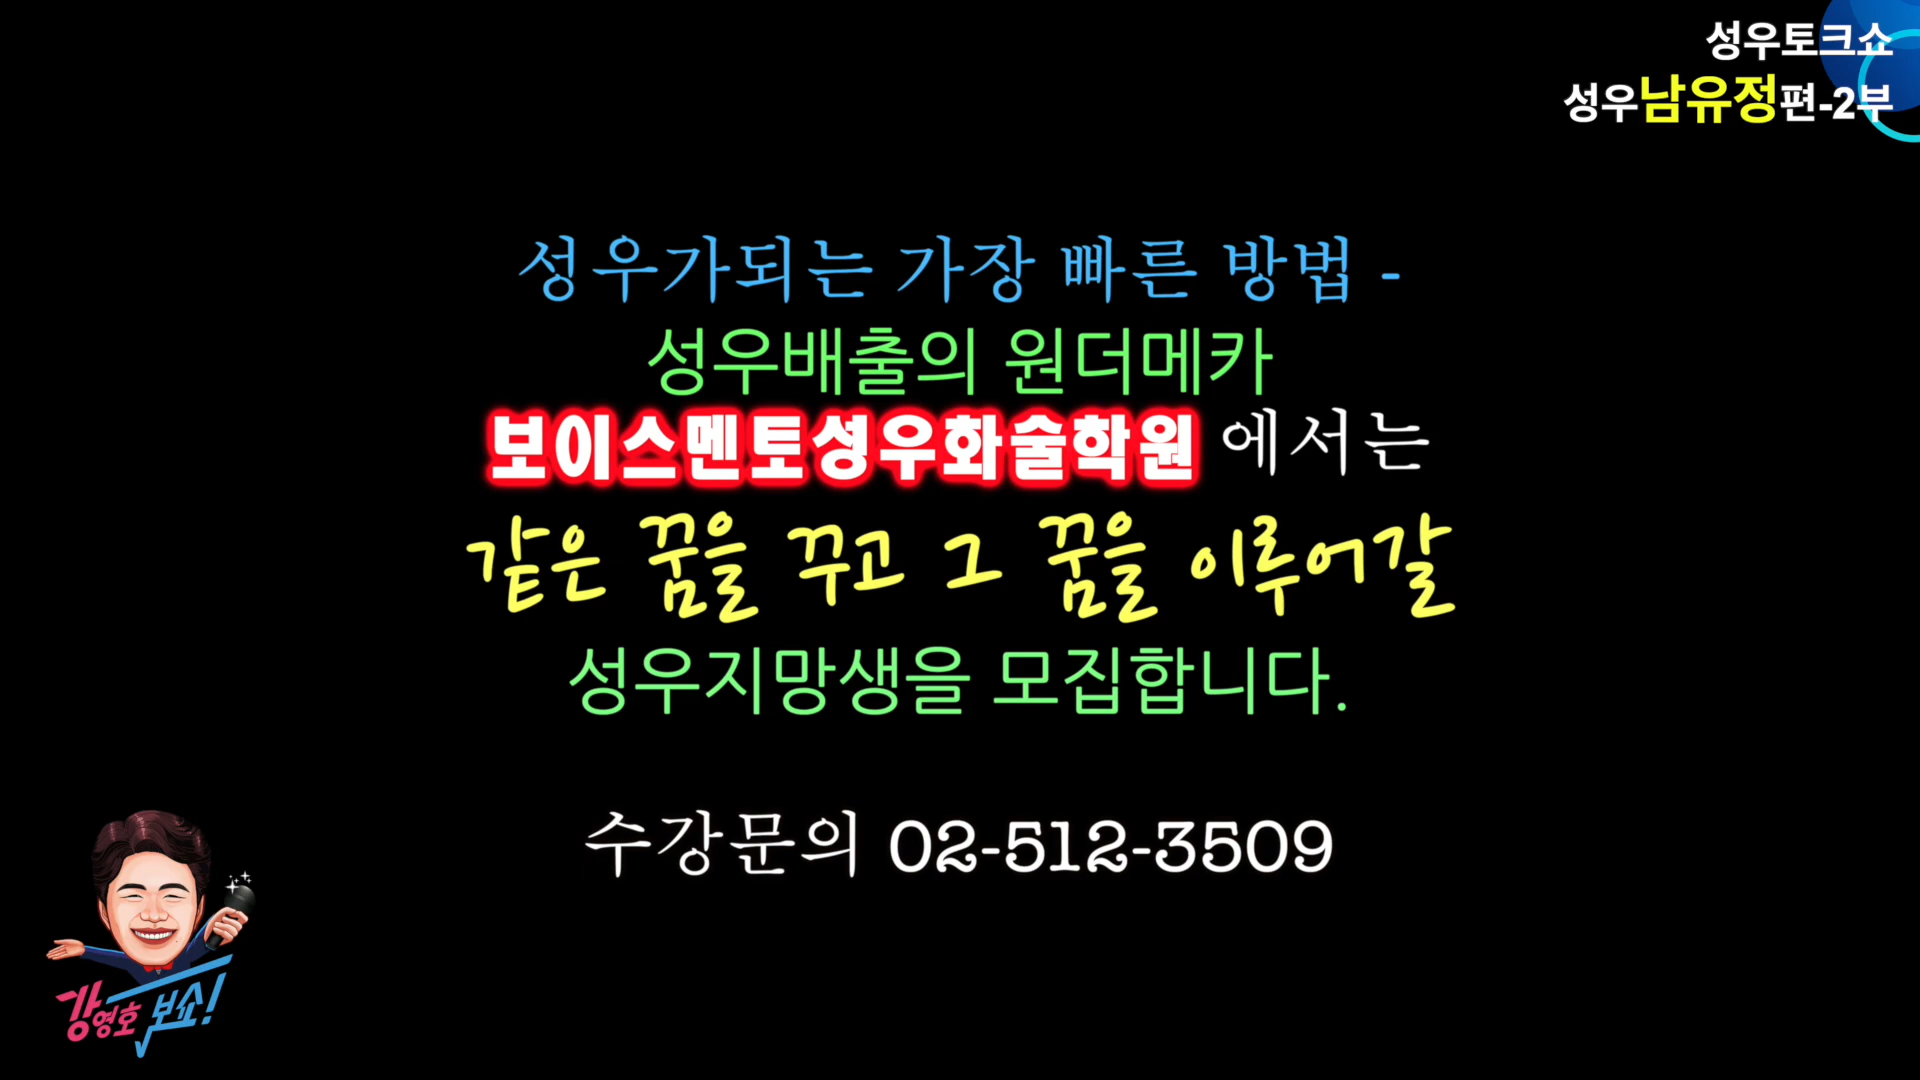 성우토크쇼
성우남유정편-2부
성우가되는 가장 빠른 방법 -
성우배출의 원더메카
보이스멘토성우화술학원 에서는
같은 꿈을 꾸고 그 꿈을 이루어갈
성우지망생을 모집합니다.
수강문의 02-512-3509
강영호 보쇼!